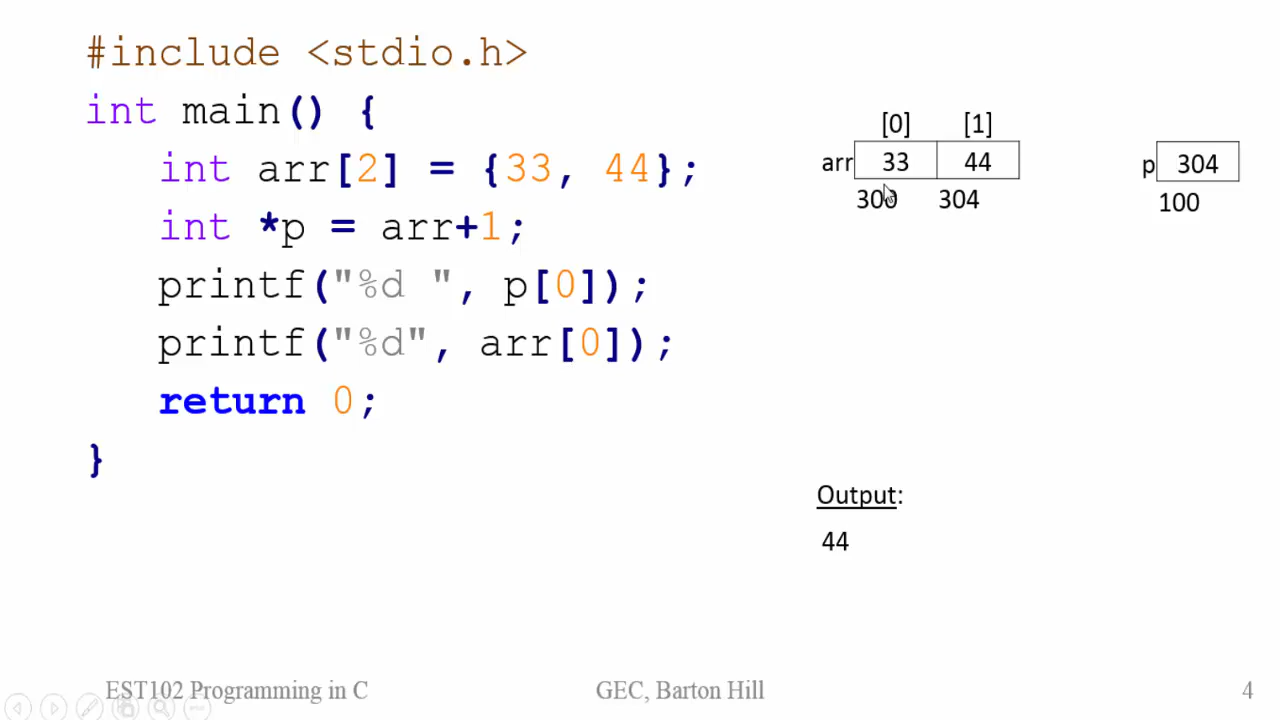 #include <stdio.h>
int main() {
int arr[2] = {33, 44};
int *p = arr+1;
printf("%d ", p[0]);
printf("%d", arr[0]);
return 0;
}
[0] [1]
arr 33 44 p 304
300 304 100
Output:
44
EST102 Programming in C GEC, Barton Hill 4